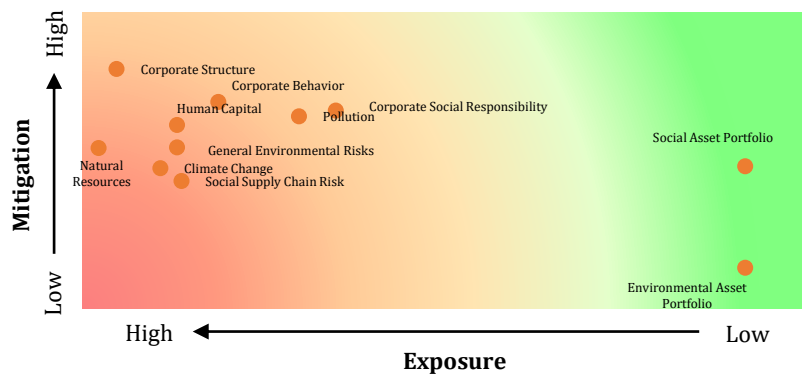 High
Mitigation
Low
Corporate Structure
Corporate Behavior
Human Capital
Corporate Social Responsibility
Pollution
Social Asset Portfolio
General Environmental Risks
Natural
Resources
Climate Change
Social Supply Chain Risk
Environmental Asset
Portfolio
High
Low
Exposure